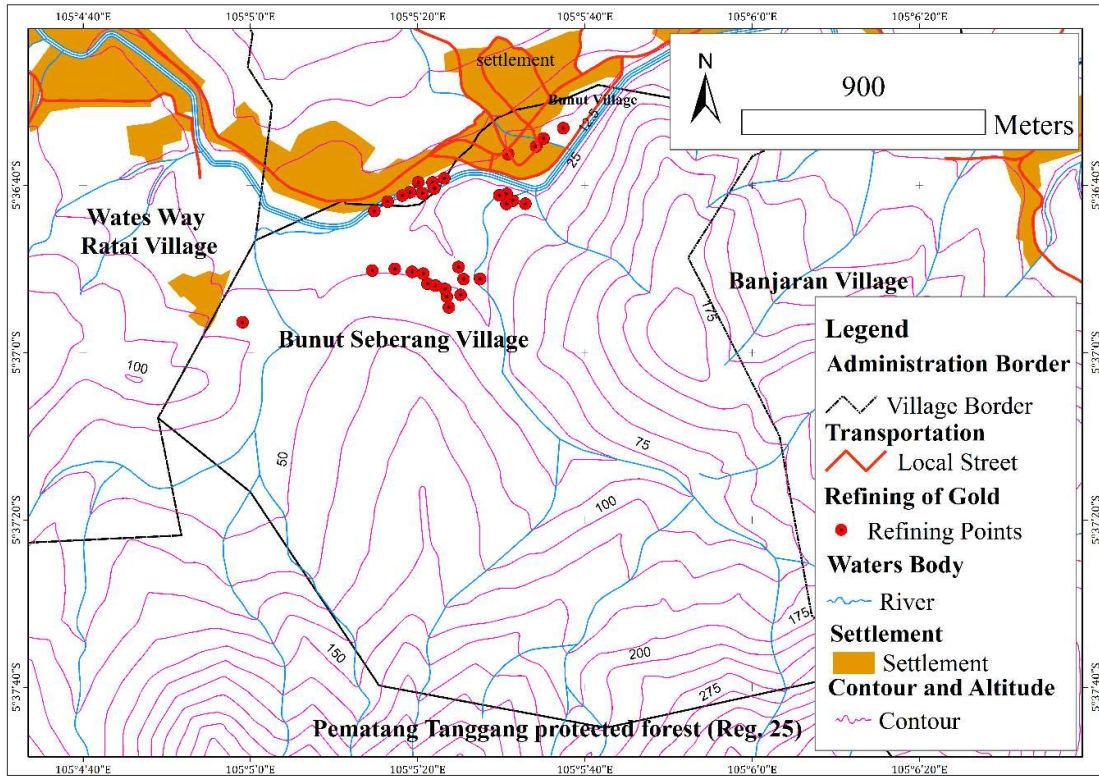 105°4'40"E 105°5'0"E 105°5'20"E 105°5'40"E 105°6'0"E 105°6'20"E
settlement
N
900
Meters
Bunut Village
12.5
25
5°36'40"S 5°36'40"S
Wates Way
Ratai Village
Banjaran Village
175
Bunut Seberang Village
5°37'0"S 5°37'0"S
100
Legend
Administration Border
Village Border
Transportation
Local Street
Refining of Gold
Refining Points
Waters Body
River
Settlement
Settlement
Contour and Altitude
Contour
50
75
100
5°37'20"S 5°37'20"S
175
150
200
275
5°37'40"S 5°37'40"S
Pematang Tanggang protected forest (Reg. 25)
105°4'40"E 105°5'0"E 105°5'20"E 105°5'40"E 105°6'0"E 105°6'20"E